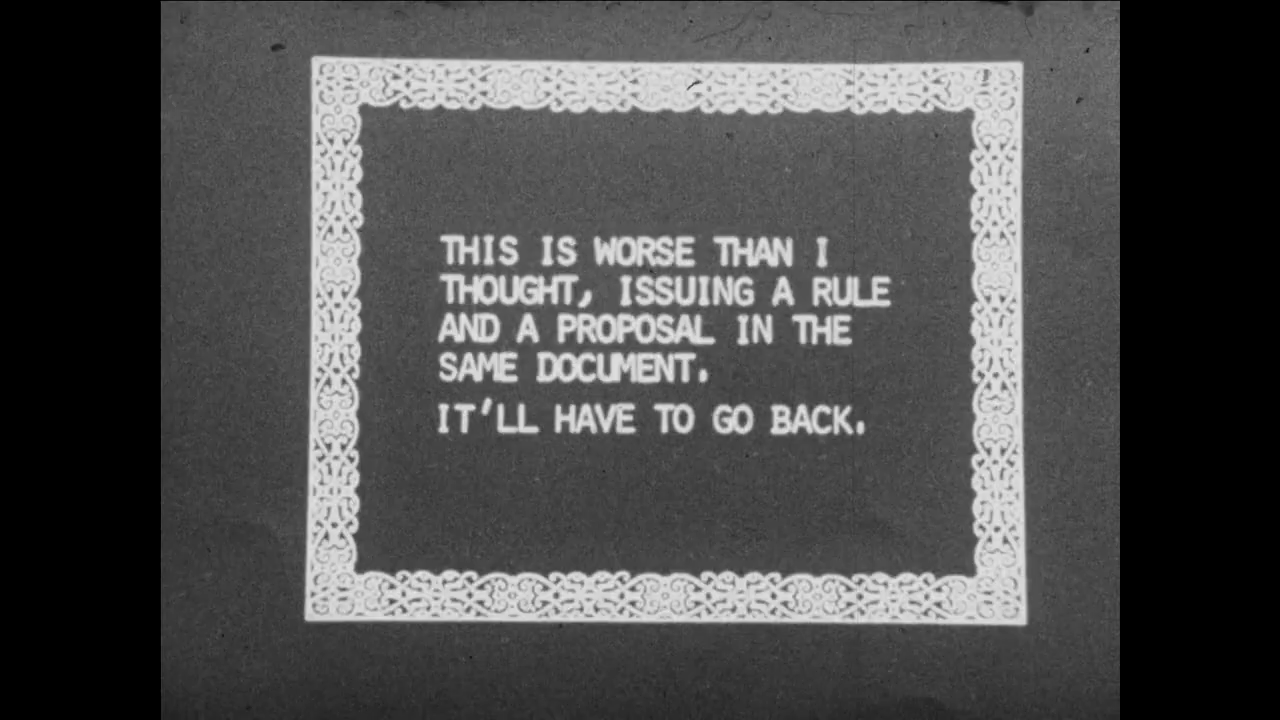 THIS IS WORSE THAN I
THOUGHT, ISSUING A RULE
AND A PROPOSAL IN THE
SAME DOCUMENT.
IT'LL HAVE TO GO BACK.